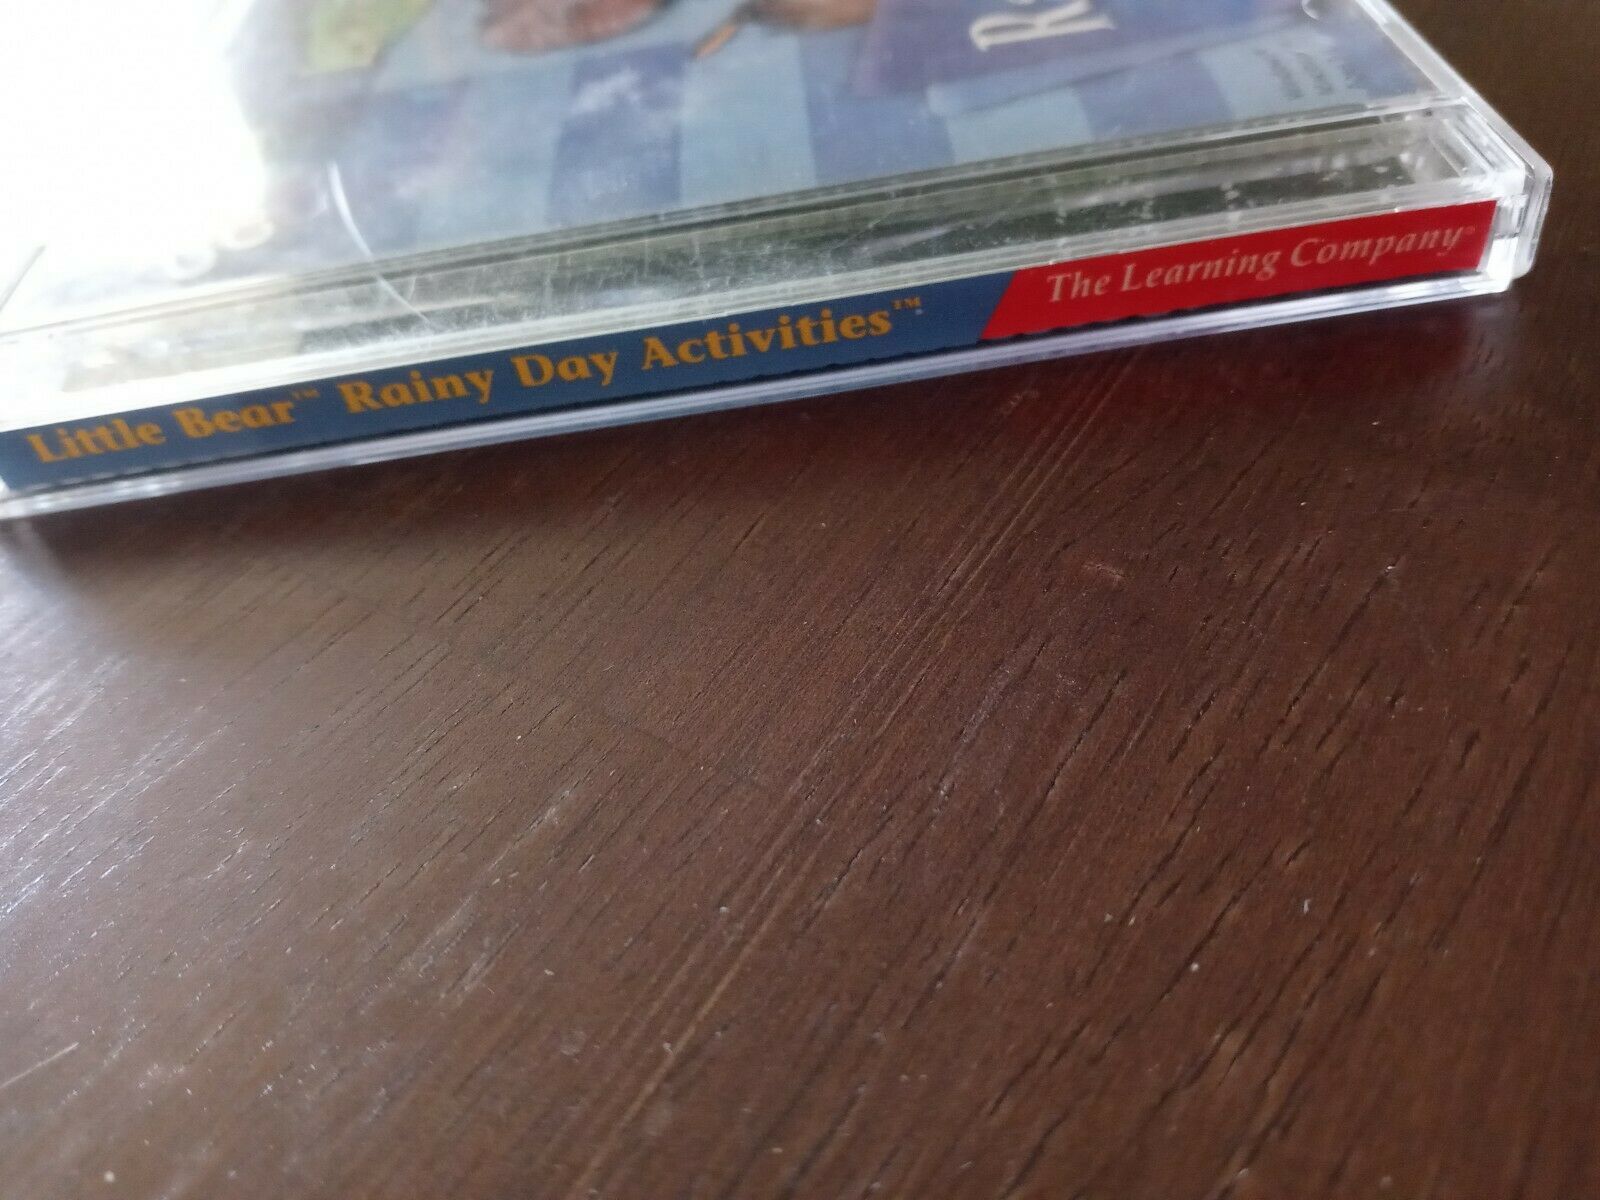 Little Bear™ Rainy Day Activities™
The Learning Company®